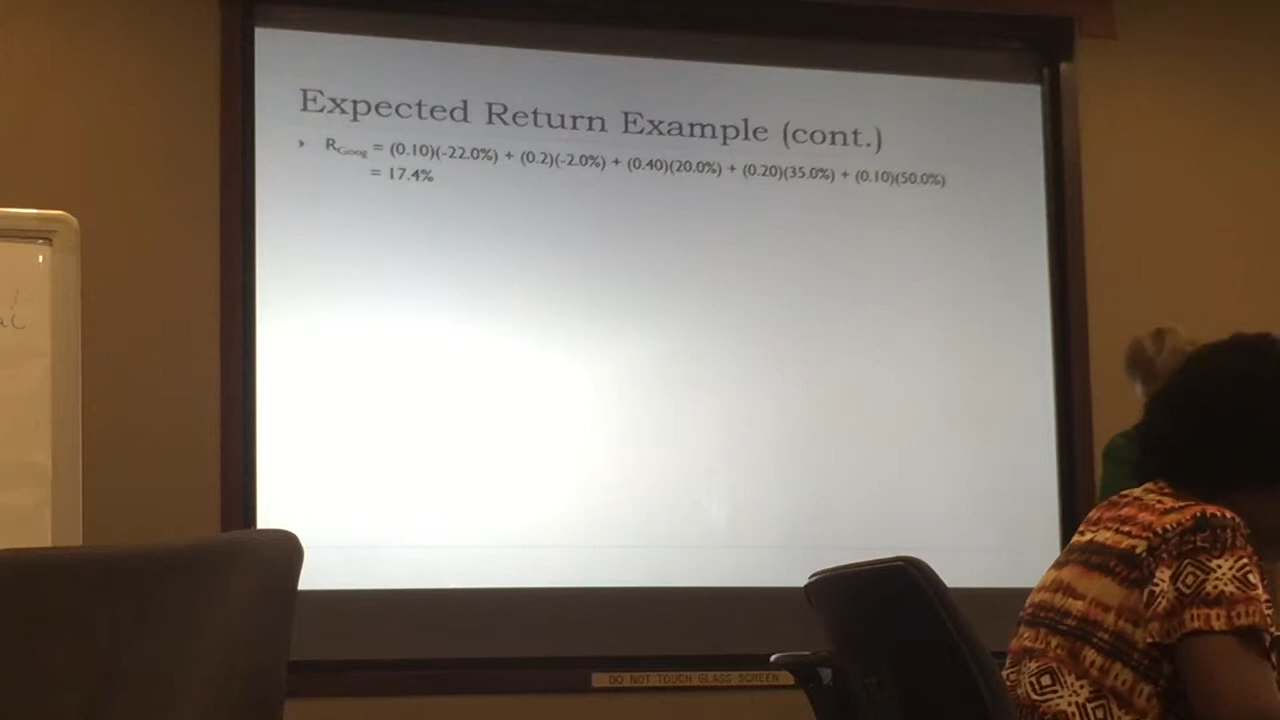 Expected Return Example (cont.)
R_Goog = (0.10)(-22.0%) + (0.2)(-2.0%) + (0.40)(20.0%) + (0.20)(35.0%) + (0.10)(50.0%)
= 17.4%
DO NOT TOUCH GLASS SCREEN